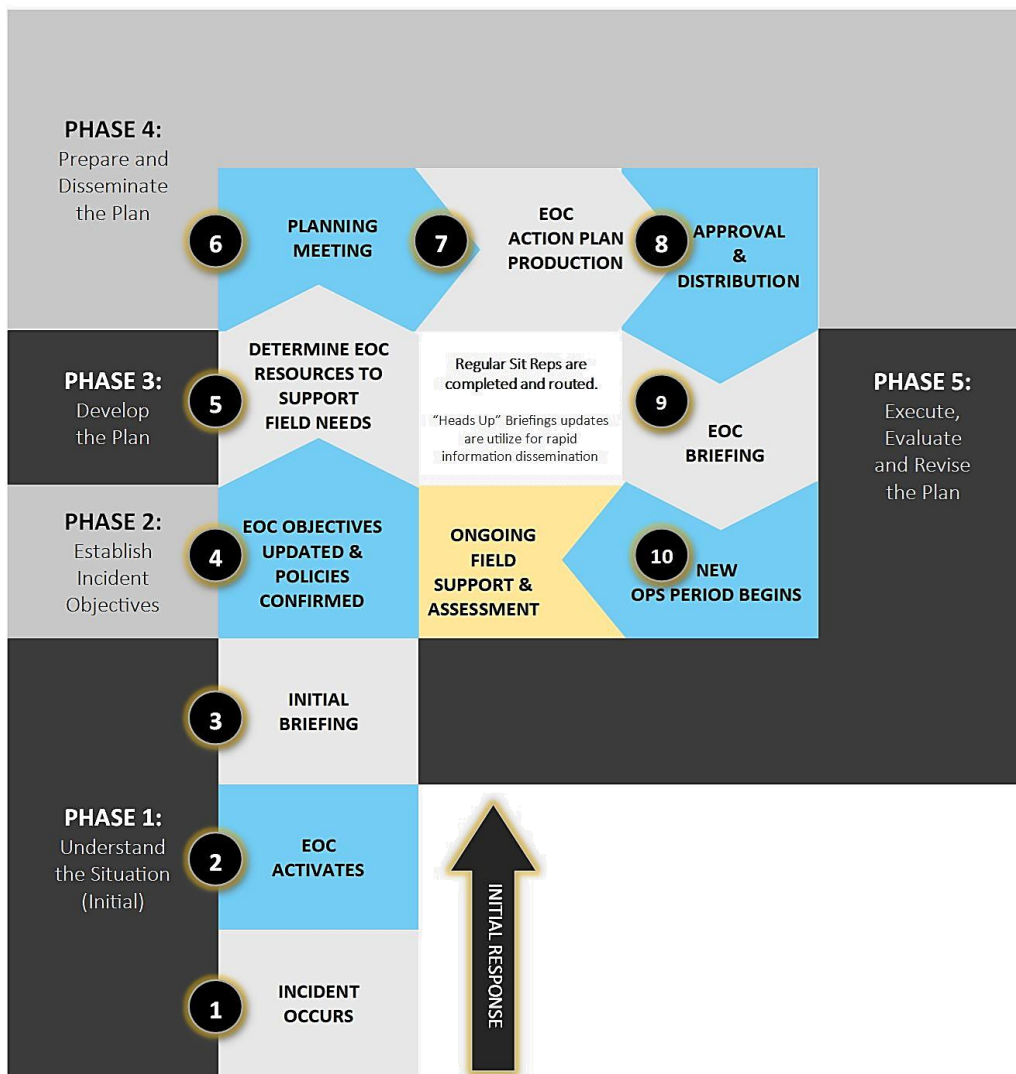 PHASE 4:
Prepare and
Disseminate
the Plan
6
PLANNING
MEETING
7
EOC
ACTION PLAN
PRODUCTION
8
APPROVAL
&
DISTRIBUTION
PHASE 3:
Develop
the Plan
5
DETERMINE EOC
RESOURCES TO
SUPPORT
FIELD NEEDS
Regular Sit Reps are
completed and routed.
“Heads Up” Briefings updates
are utilize for rapid
information dissemination
9
EOC
BRIEFING
PHASE 5:
Execute,
Evaluate
and Revise
the Plan
PHASE 2:
Establish
Incident
Objectives
4
EOC OBJECTIVES
UPDATED &
POLICIES
CONFIRMED
ONGOING
FIELD
SUPPORT &
ASSESSMENT
10
NEW
OPS PERIOD BEGINS
3
INITIAL
BRIEFING
PHASE 1:
Understand
the Situation
(Initial)
2
EOC
ACTIVATES
1
INCIDENT
OCCURS
INITIAL RESPONSE